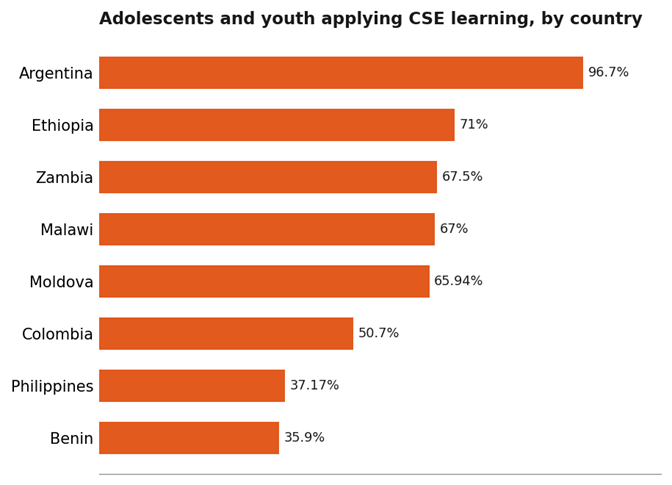 Adolescents and youth applying CSE learning, by country
Argentina 96.7%
Ethiopia 71%
Zambia 67.5%
Malawi 67%
Moldova 65.94%
Colombia 50.7%
Philippines 37.17%
Benin 35.9%